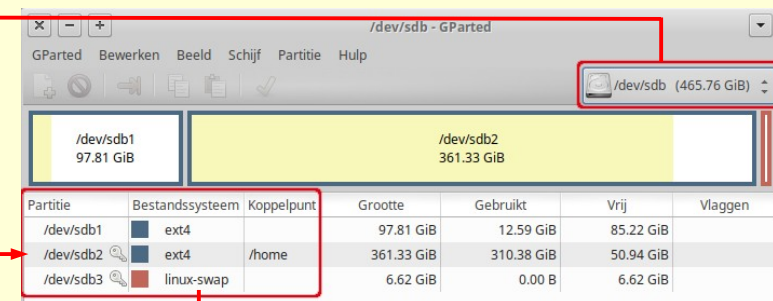 /dev/sdb - GParted
GParted Bewerken Beeld Schijf Partitie Hulp
/dev/sdb (465.76 GiB)
/dev/sdb1
97.81 GiB
/dev/sdb2
361.33 GiB
Partitie Bestandssysteem Koppelpunt Grootte Gebruikt Vrij Vlaggen
/dev/sdb1 ext4 97.81 GiB 12.59 GiB 85.22 GiB
/dev/sdb2 ext4 /home 361.33 GiB 310.38 GiB 50.94 GiB
/dev/sdb3 linux-swap 6.62 GiB 0.00 B 6.62 GiB